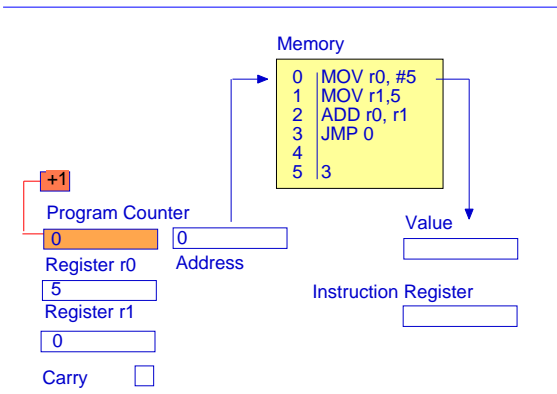 Memory
0 MOV r0, #5
1 MOV r1,5
2 ADD r0, r1
3 JMP 0
4
5 3
+1
Program Counter
0
0
Address
Register r0
5
Register r1
0
Carry
Value
Instruction Register